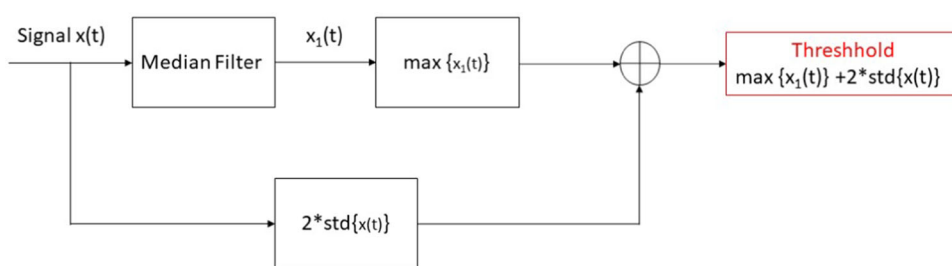 Signal x(t)
Median Filter
x₁(t)
max {x₁(t)}
Threshhold
max {x₁(t)} +2*std{x(t)}
2*std{x(t)}